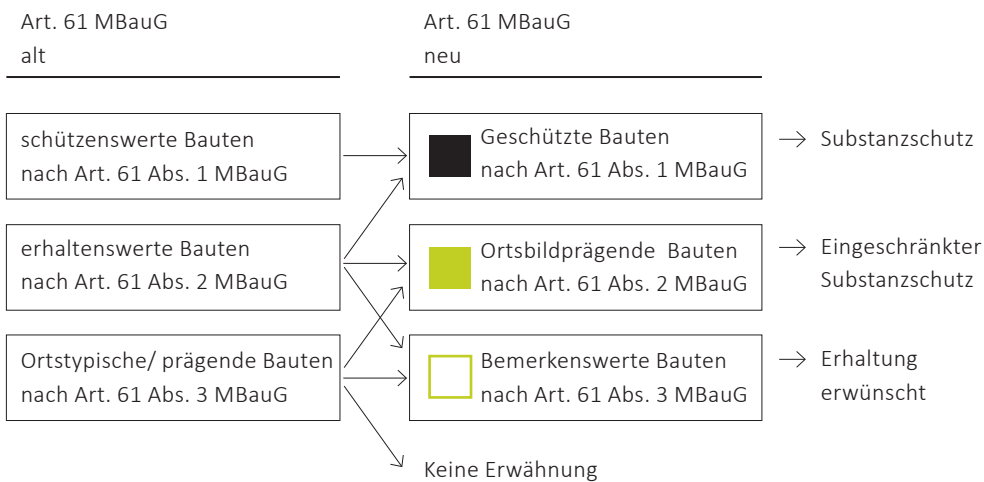 Art. 61 MBauG
alt
Art. 61 MBauG
neu
schützenswerte Bauten
nach Art. 61 Abs. 1 MBauG
Geschützte Bauten
nach Art. 61 Abs. 1 MBauG
Substanzschutz
erhaltenswerte Bauten
nach Art. 61 Abs. 2 MBauG
Ortsbildprägende Bauten
nach Art. 61 Abs. 2 MBauG
Eingeschränkter
Substanzschutz
Ortstypische/ prägende Bauten
nach Art. 61 Abs. 3 MBauG
Bemerkenswerte Bauten
nach Art. 61 Abs. 3 MBauG
Erhaltung
erwünscht
Keine Erwähnung